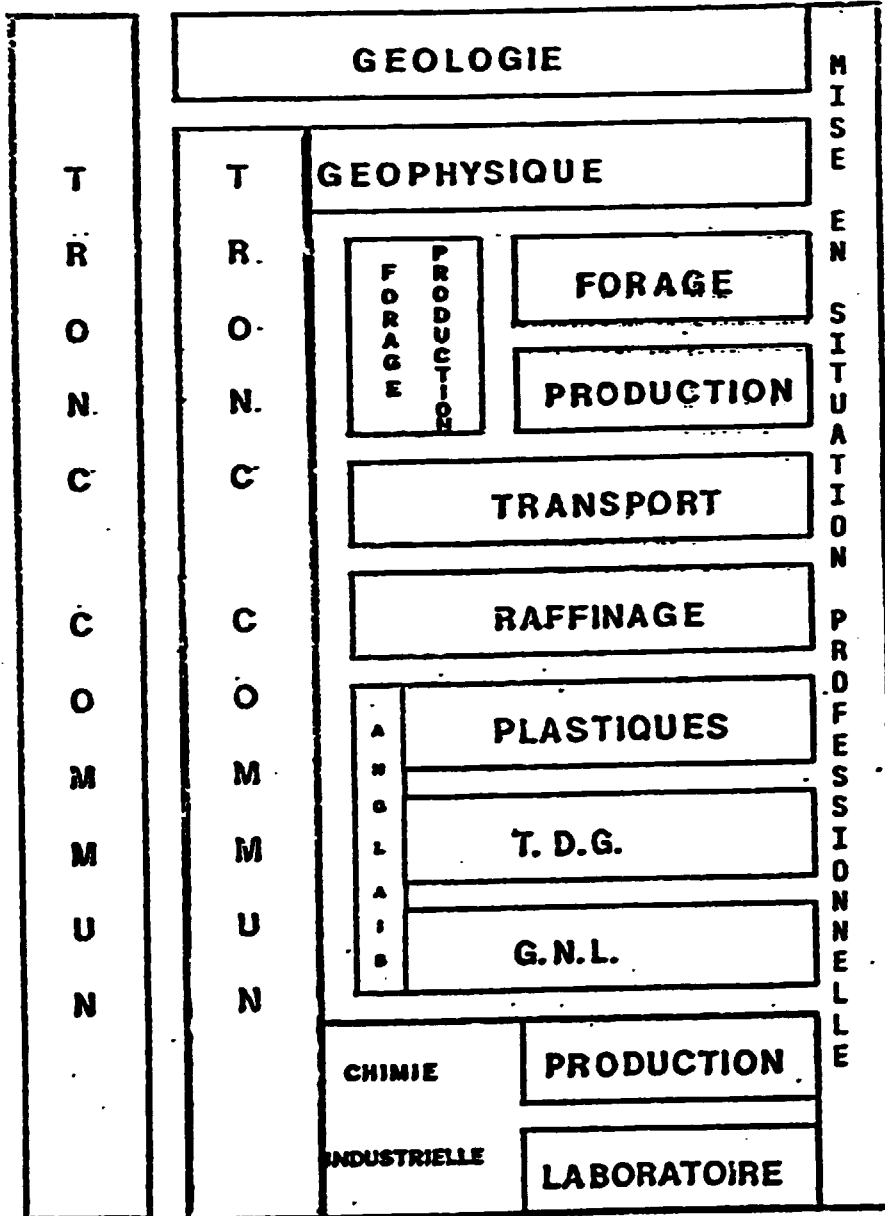 TRONC COMMUN
TRONC COMMUN
GEOLOGIE
GEOPHYSIQUE
FORAGE
PRODUCTION
FORAGE
PRODUCTION
TRANSPORT
RAFFINAGE
ANGLAIS
PLASTIQUES
T. D. G.
G. N. L.
CHIMIE
INDUSTRIELLE
PRODUCTION
LABORATOIRE
MISE EN SITUATION PROFESSIONNELLE